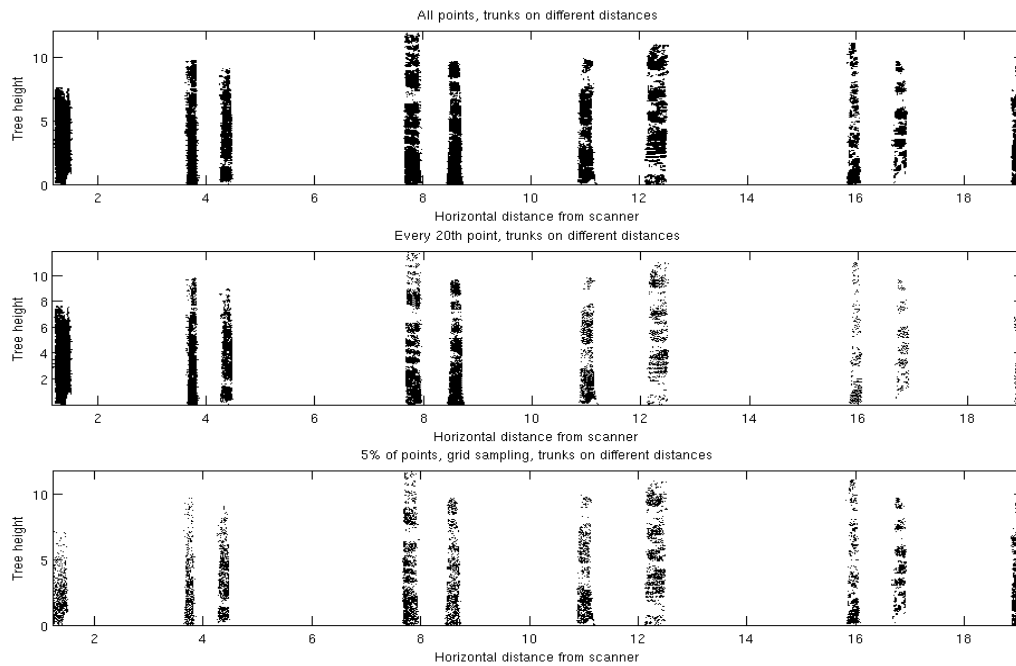 All points, trunks on different distances
10
5
0
Tree height
2 4 6 8 10 12 14 16 18
Horizontal distance from scanner
Every 20th point, trunks on different distances
10
8
6
4
2
Tree height
2 4 6 8 10 12 14 16 18
Horizontal distance from scanner
5% of points, grid sampling, trunks on different distances
10
5
0
Tree height
2 4 6 8 10 12 14 16 18
Horizontal distance from scanner